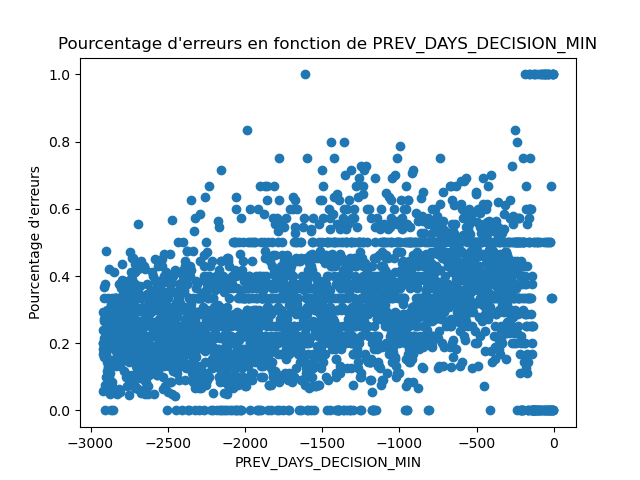 Pourcentage d'erreurs en fonction de PREV_DAYS_DECISION_MIN
1.0
0.8
0.6
0.4
0.2
0.0
Pourcentage d'erreurs
−3000 −2500 −2000 −1500 −1000 −500 0
PREV_DAYS_DECISION_MIN